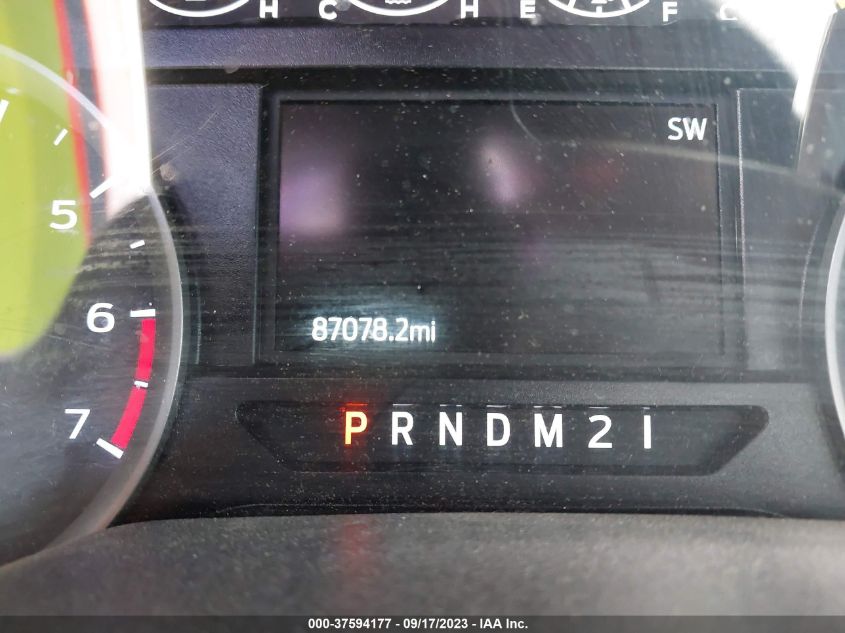 H C H E F C
SW
5
6
87078.2mi
7
P R N D M 2 1
000-37594177 - 09/17/2023 - IAA Inc.